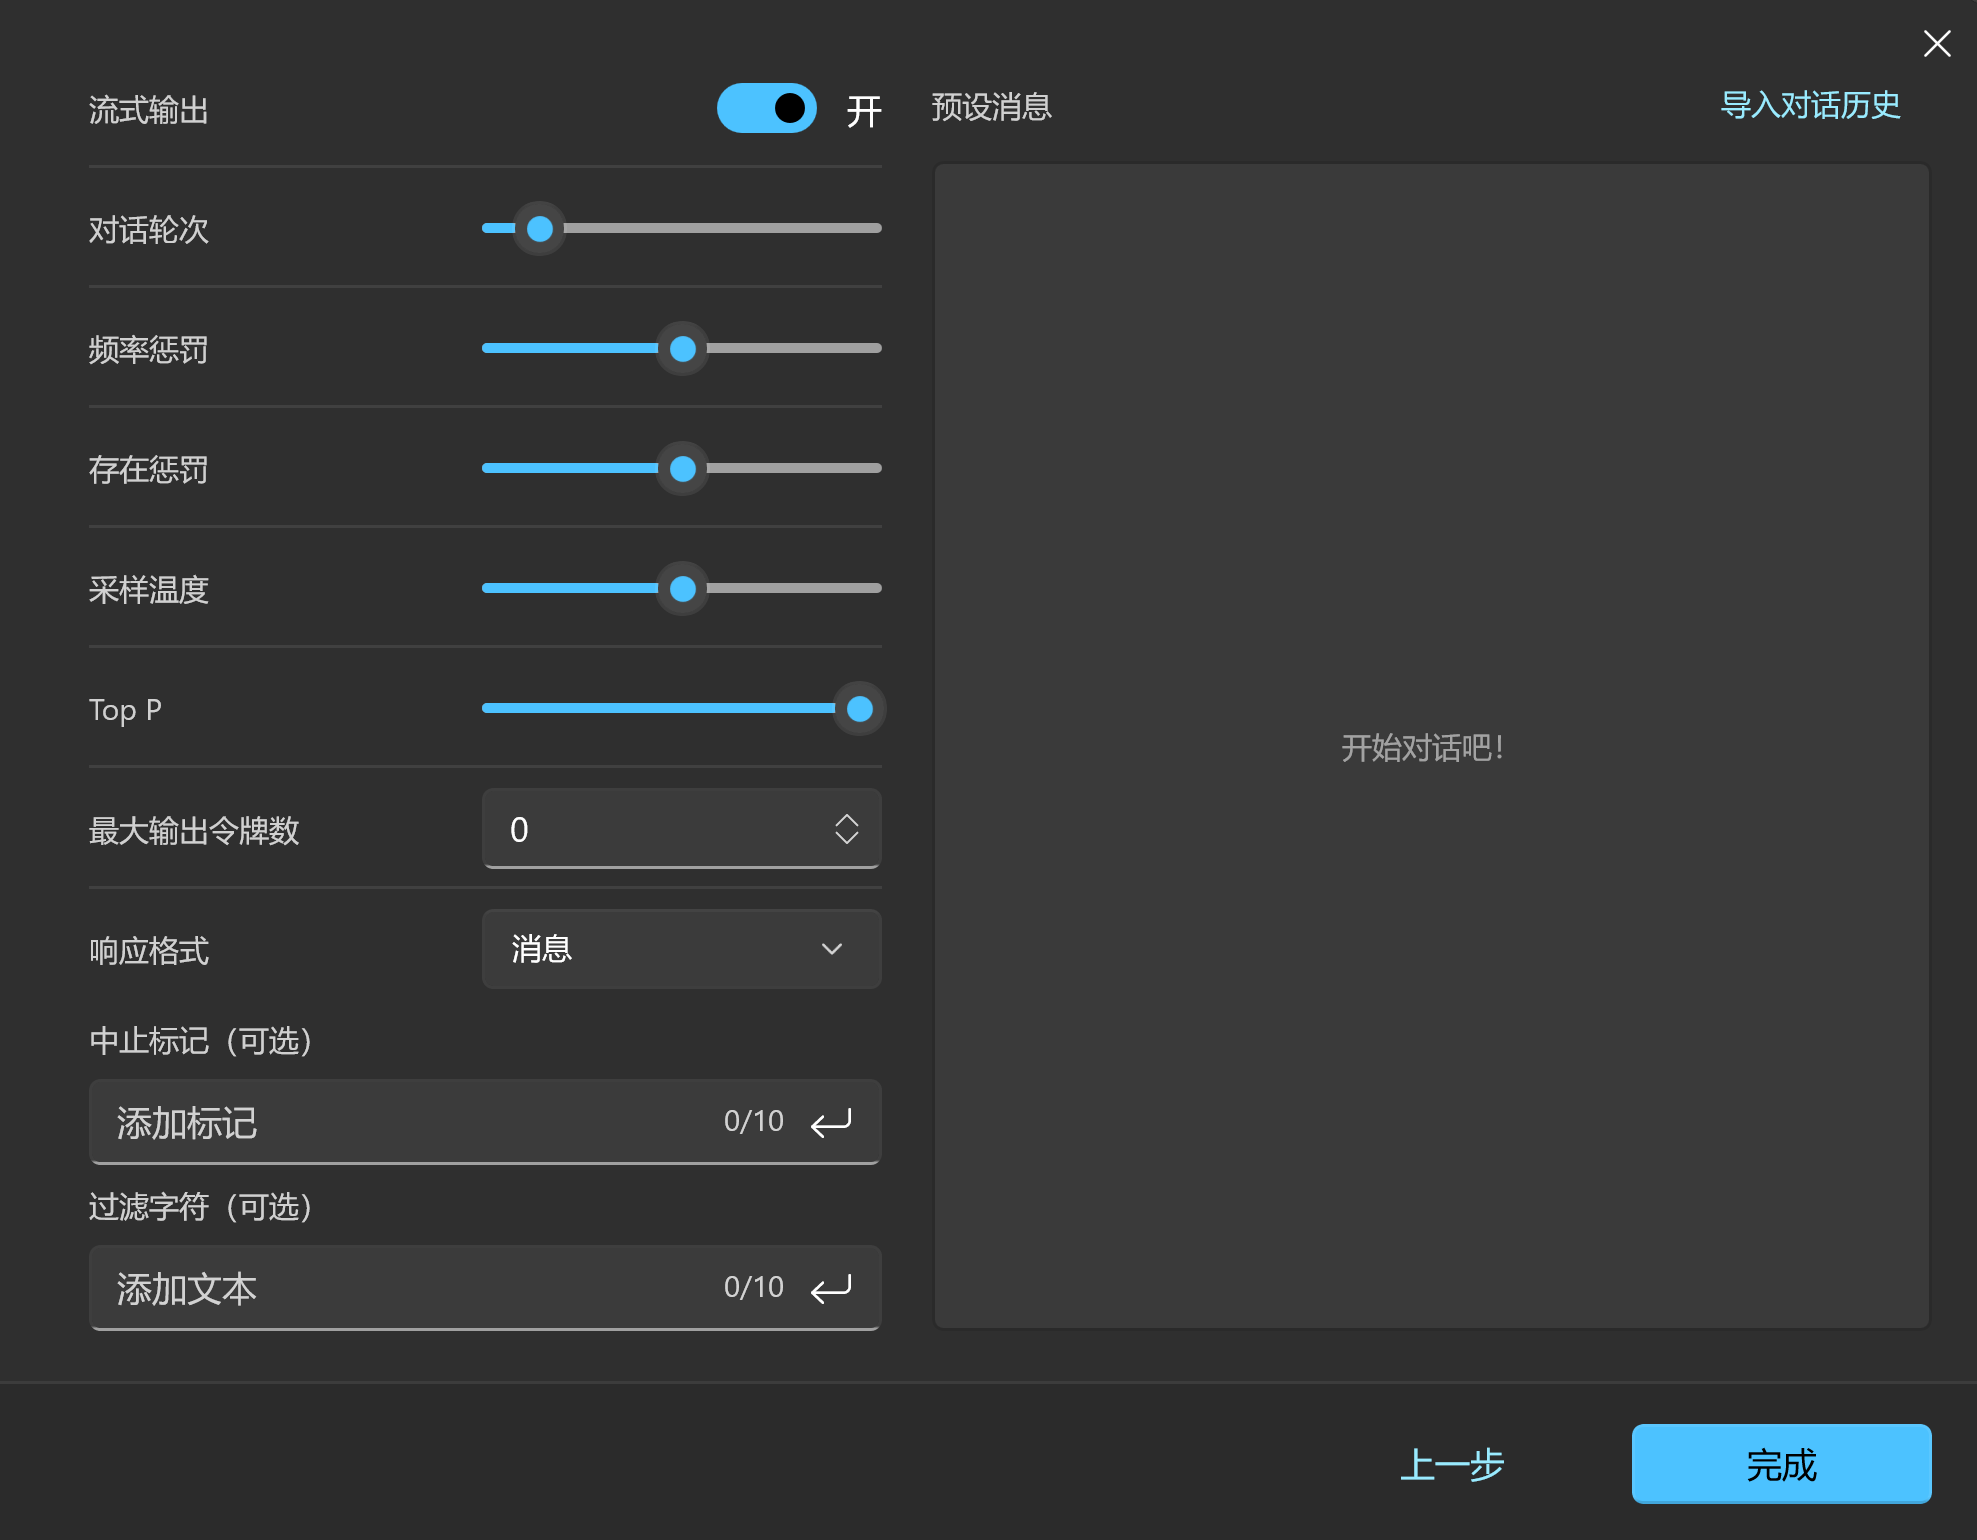 流式输出
开
对话轮次
频率惩罚
存在惩罚
采样温度
Top P
最大输出令牌数
0
响应格式
消息
中止标记（可选）
添加标记
0/10
过滤字符（可选）
添加文本
0/10
预设消息
导入对话历史
开始对话吧！
上一步
完成